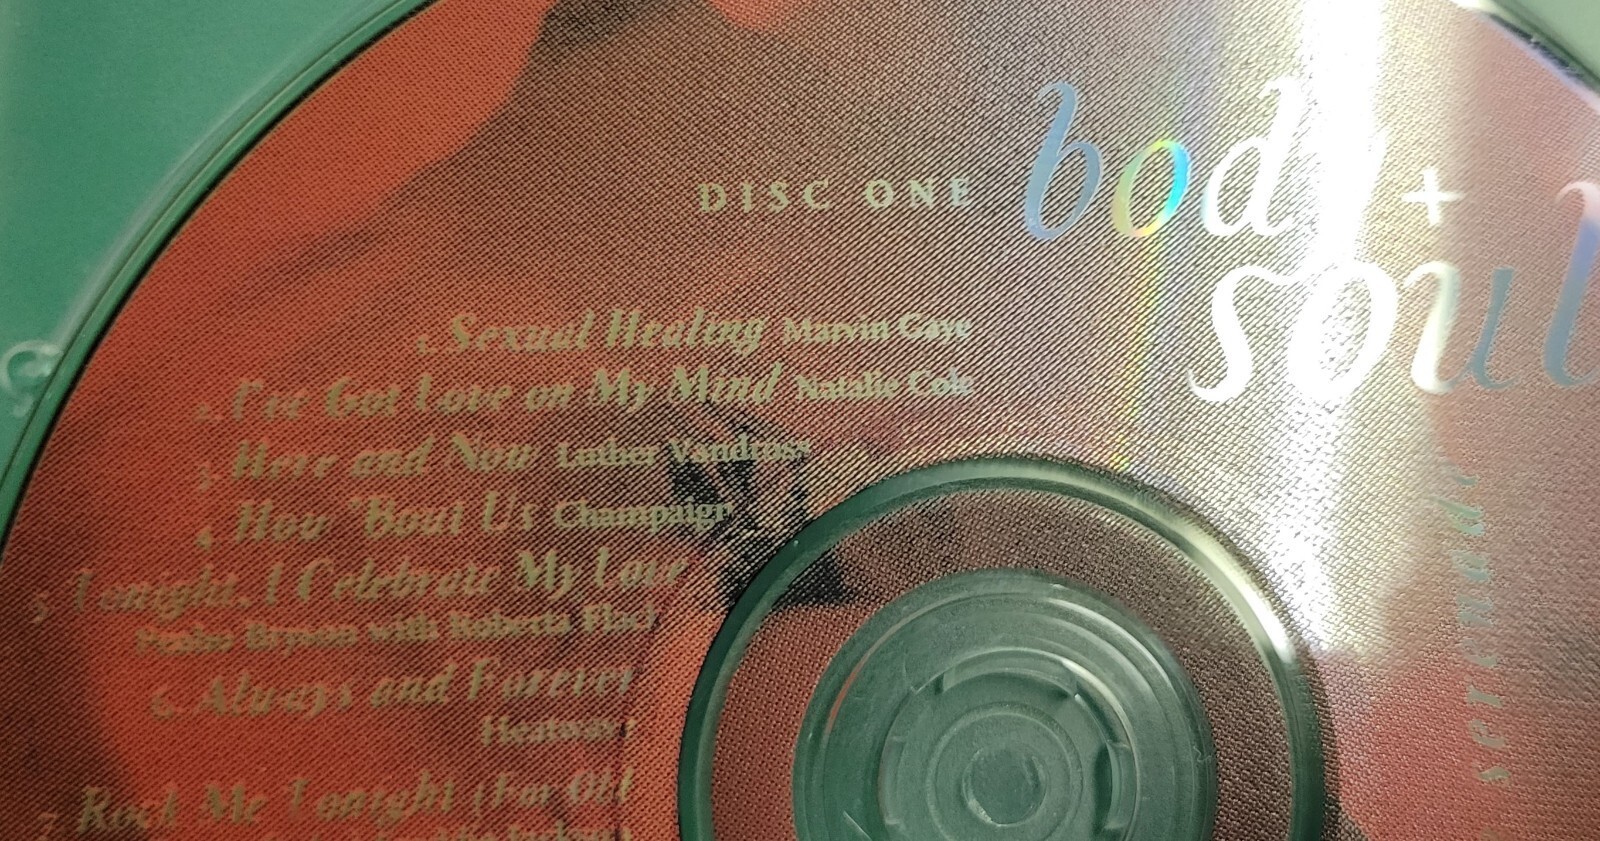 DISC ONE
body +
soul
1. Sexual Healing Marvin Gaye
2. I've Got Love on My Mind Natalie Cole
3. Here and Now Luther Vandross
4. How 'Bout Us Champaign
5. Tonight, I Celebrate My Love
Peabo Bryson with Roberta Flack
6. Always and Forever
Heatwave
7. Rock Me Tonight (For Old
serenade